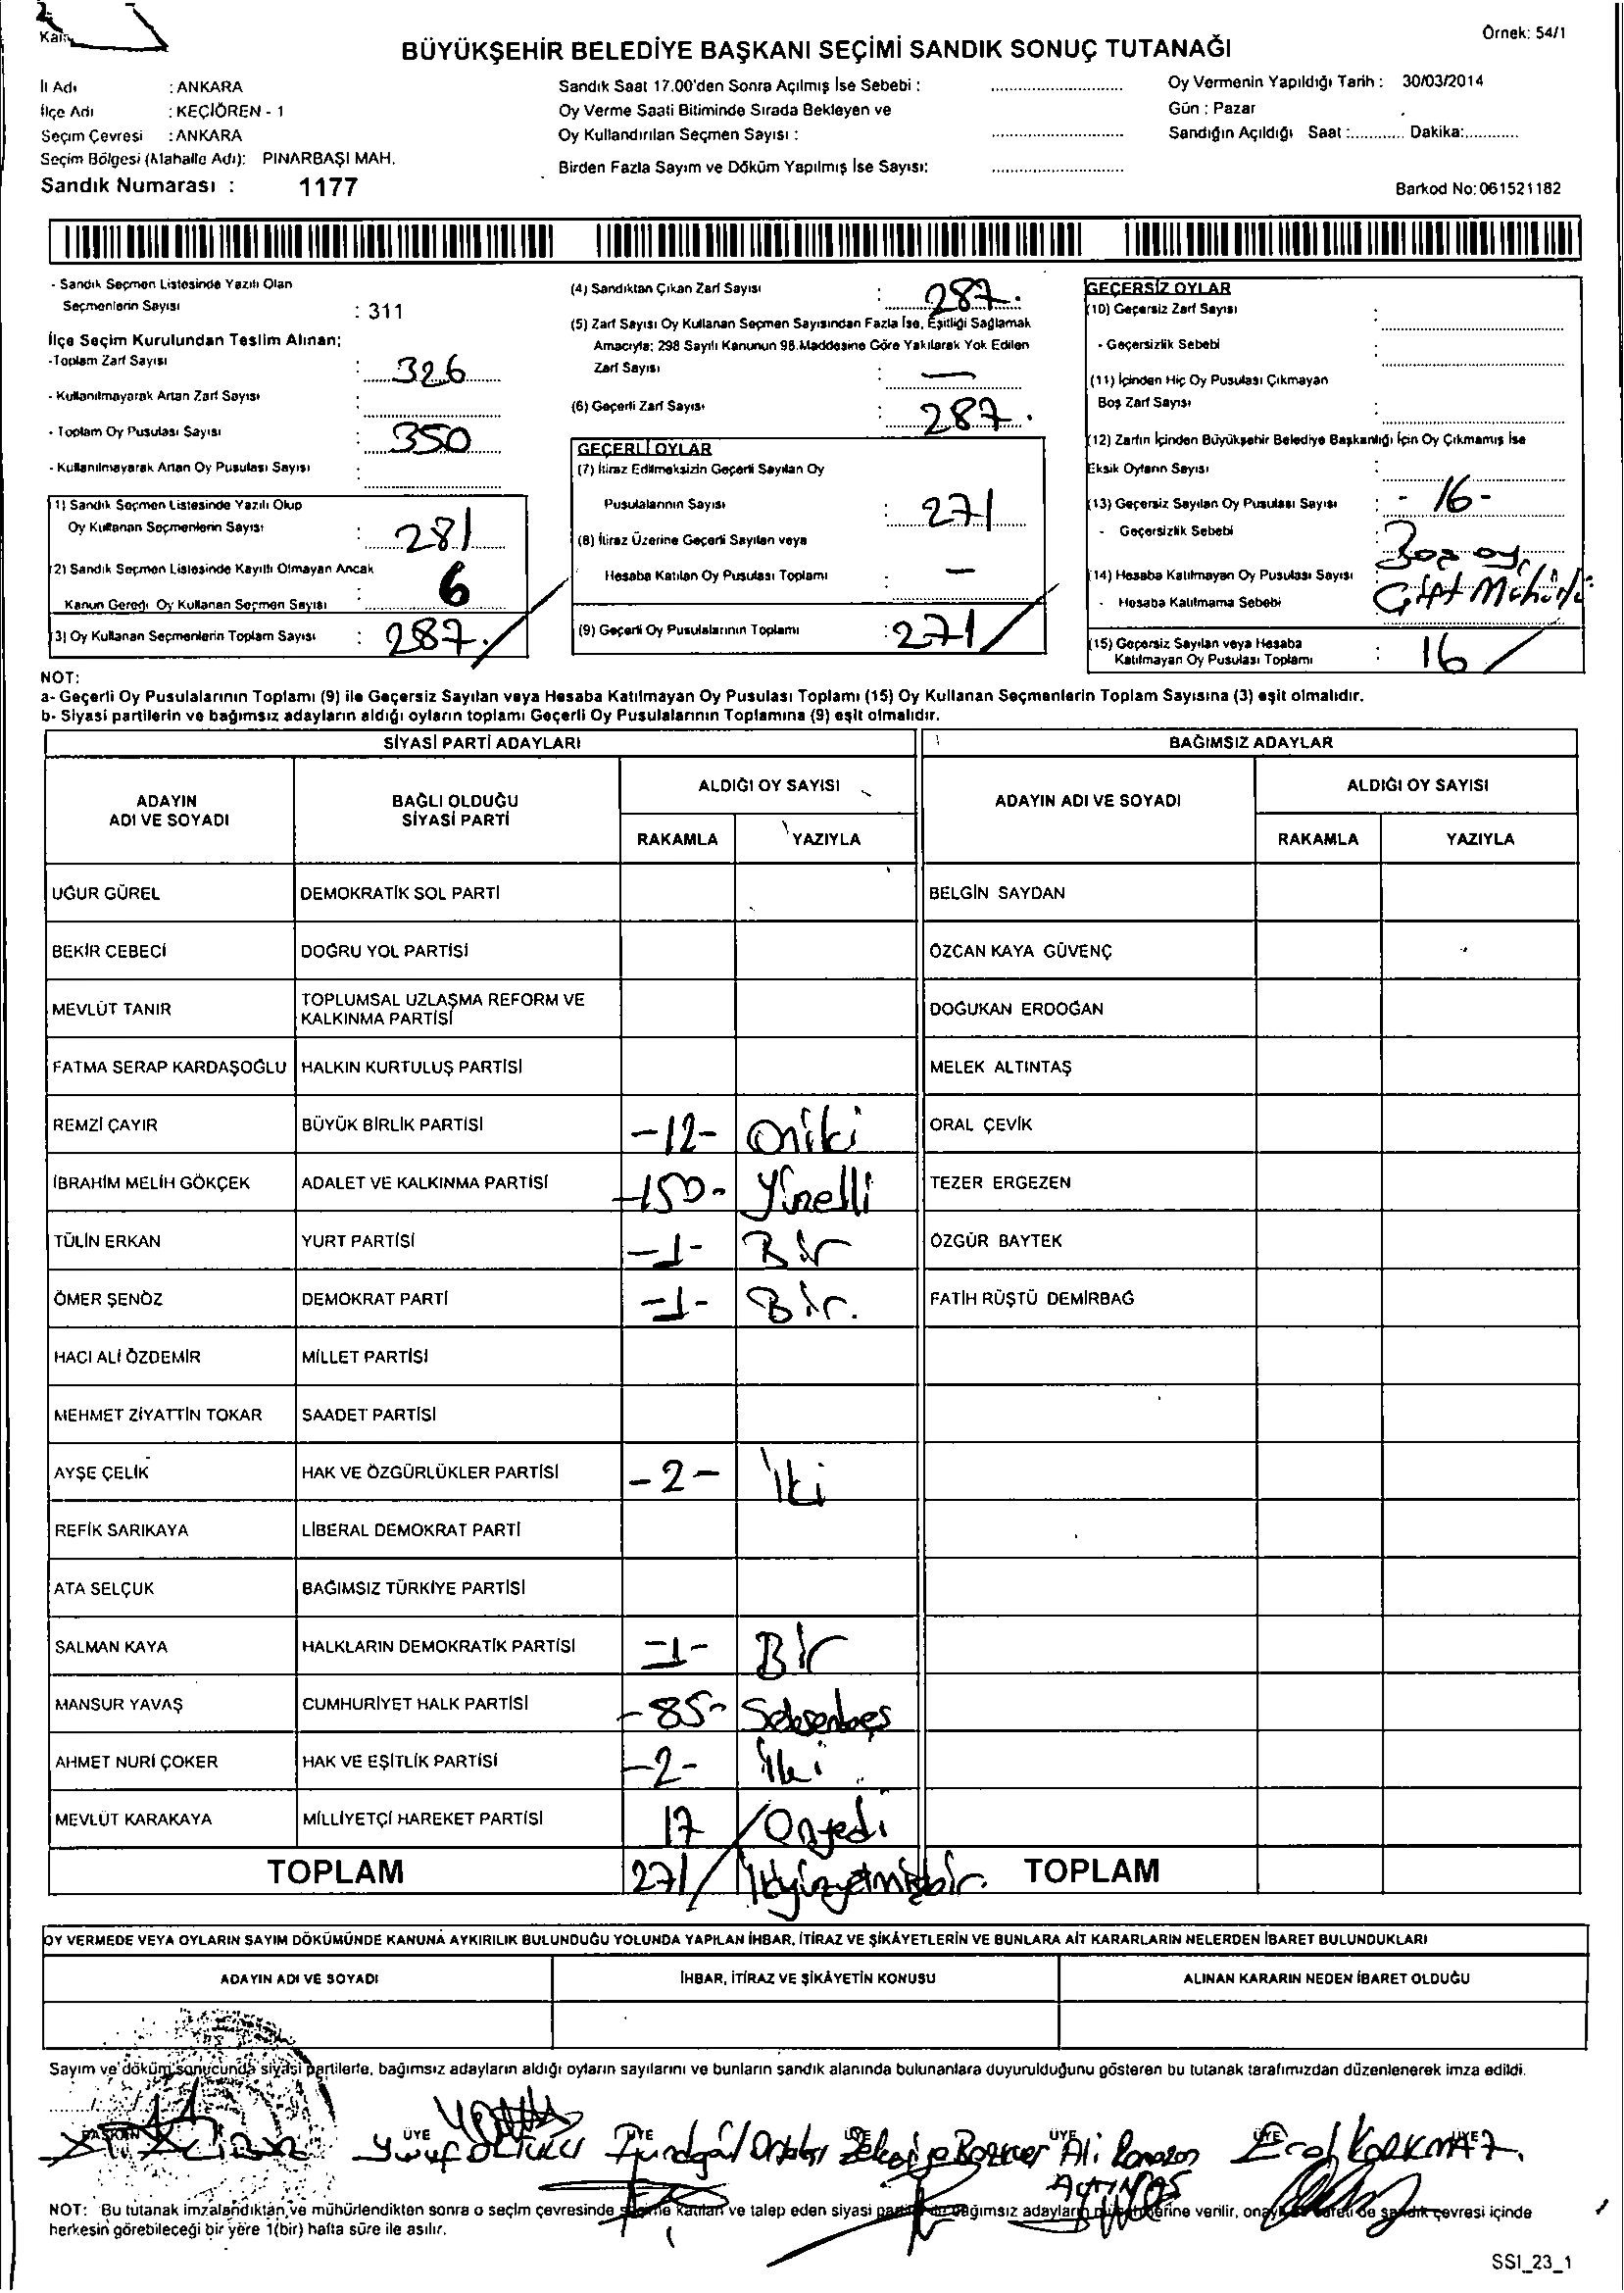 Örnek: 54/1
BÜYÜKŞEHİR BELEDİYE BAŞKANI SEÇİMİ SANDIK SONUÇ TUTANAĞI
İl Adı : ANKARA
İlçe Adı : KEÇİÖREN - 1
Seçim Çevresi : ANKARA
Seçim Bölgesi (Mahalle Adı): PINARBAŞI MAH.
Sandık Numarası : 1177
Sandık Saat 17.00'den Sonra Açılmış İse Sebebi :
Oy Verme Saati Bitiminde Sırada Bekleyen ve
Oy Kullandırılan Seçmen Sayısı :
Birden Fazla Sayım ve Döküm Yapılmış İse Sayısı:
Oy Vermenin Yapıldığı Tarih : 30/03/2014
Gün : Pazar
Sandığın Açıldığı Saat :............ Dakika:............
Barkod No: 061521182
- Sandık Seçmen Listesinde Yazılı Olan
Seçmenlerin Sayısı : 311
İlçe Seçim Kurulundan Teslim Alınan;
-Toplam Zarf Sayısı : 326
- Kullanılmayarak Artan Zarf Sayısı :
- Toplam Oy Pusulası Sayısı : 350
- Kullanılmayarak Artan Oy Pusulası Sayısı :
(1) Sandık Seçmen Listesinde Yazılı Olup
Oy Kullanan Seçmenlerin Sayısı : 281
(2) Sandık Seçmen Listesinde Kayıtlı Olmayan Ancak
Kanun Gereği Oy Kullanan Seçmen Sayısı : 6
(3) Oy Kullanan Seçmenlerin Toplam Sayısı : 287
(4) Sandıktan Çıkan Zarf Sayısı : 287.
(5) Zarf Sayısı Oy Kullanan Seçmen Sayısından Fazla İse, Eşitliği Sağlamak
Amacıyla; 298 Sayılı Kanunun 98.Maddesine Göre Yakılarak Yok Edilen
Zarf Sayısı : —
(6) Geçerli Zarf Sayısı : 287.
GEÇERLİ OYLAR
(7) İtiraz Edilmeksizin Geçerli Sayılan Oy
Pusulalarının Sayısı : 271
(8) İtiraz Üzerine Geçerli Sayılan veya
Hesaba Katılan Oy Pusulası Toplamı : —
(9) Geçerli Oy Pusulalarının Toplamı : 271
GEÇERSİZ OYLAR
(10) Geçersiz Zarf Sayısı :
- Geçersizlik Sebebi :
(11) İçinden Hiç Oy Pusulası Çıkmayan
Boş Zarf Sayısı :
(12) Zarfın İçinden Büyükşehir Belediye Başkanlığı İçin Oy Çıkmamış İse
Eksik Oyların Sayısı :
(13) Geçersiz Sayılan Oy Pusulası Sayısı : - 16 -
- Geçersizlik Sebebi : Boş oy,
(14) Hesaba Katılmayan Oy Pusulası Sayısı :
- Hesaba Katılmama Sebebi : Çift Mühürlü
(15) Geçersiz Sayılan veya Hesaba
Katılmayan Oy Pusulası Toplamı : 16
NOT:
a- Geçerli Oy Pusulalarının Toplamı (9) ile Geçersiz Sayılan veya Hesaba Katılmayan Oy Pusulası Toplamı (15) Oy Kullanan Seçmenlerin Toplam Sayısına (3) eşit olmalıdır.
b- Siyasi partilerin ve bağımsız adayların aldığı oyların toplamı Geçerli Oy Pusulalarının Toplamına (9) eşit olmalıdır.
SİYASİ PARTİ ADAYLARI BAĞIMSIZ ADAYLAR
ADAYIN ADI VE SOYADI BAĞLI OLDUĞU SİYASİ PARTİ ALDIĞI OY SAYISI ADAYIN ADI VE SOYADI ALDIĞI OY SAYISI
RAKAMLA YAZIYLA RAKAMLA YAZIYLA
UĞUR GÜREL DEMOKRATİK SOL PARTİ BELGİN SAYDAN
BEKİR CEBECİ DOĞRU YOL PARTİSİ ÖZCAN KAYA GÜVENÇ
MEVLÜT TANIR TOPLUMSAL UZLAŞMA REFORM VE KALKINMA PARTİSİ DOĞUKAN ERDOĞAN
FATMA SERAP KARDAŞOĞLU HALKIN KURTULUŞ PARTİSİ MELEK ALTINTAŞ
REMZİ ÇAYIR BÜYÜK BİRLİK PARTİSİ -12- oniki ORAL ÇEVİK
İBRAHİM MELİH GÖKÇEK ADALET VE KALKINMA PARTİSİ -150- Yüzelli TEZER ERGEZEN
TÜLİN ERKAN YURT PARTİSİ -1- Bir ÖZGÜR BAYTEK
ÖMER ŞENÖZ DEMOKRAT PARTİ -1- Bir. FATİH RÜŞTÜ DEMİRBAĞ
HACI ALİ ÖZDEMİR MİLLET PARTİSİ
MEHMET ZİYATTİN TOKAR SAADET PARTİSİ
AYŞE ÇELİK HAK VE ÖZGÜRLÜKLER PARTİSİ -2- İki
REFİK SARIKAYA LİBERAL DEMOKRAT PARTİ
ATA SELÇUK BAĞIMSIZ TÜRKİYE PARTİSİ
SALMAN KAYA HALKLARIN DEMOKRATİK PARTİSİ -1- Bir
MANSUR YAVAŞ CUMHURİYET HALK PARTİSİ -85- Seksenbeş
AHMET NURİ ÇOKER HAK VE EŞİTLİK PARTİSİ -2- İki
MEVLÜT KARAKAYA MİLLİYETÇİ HAREKET PARTİSİ 17 Onyedi
TOPLAM 271 İkiyüzyetmişbir. TOPLAM
OY VERMEDE VEYA OYLARIN SAYIM DÖKÜMÜNDE KANUNA AYKIRILIK BULUNDUĞU YOLUNDA YAPILAN İHBAR, İTİRAZ VE ŞİKÂYETLERİN VE BUNLARA AİT KARARLARIN NELERDEN İBARET BULUNDUKLARI
ADAYIN ADI VE SOYADI İHBAR, İTİRAZ VE ŞİKÂYETİN KONUSU ALINAN KARARIN NEDEN İBARET OLDUĞU
Sayım ve döküm sonucunda siyasi partilerle, bağımsız adayların aldığı oyların sayılarını ve bunların sandık alanında bulunanlara duyurulduğunu gösteren bu tutanak tarafımızdan düzenlenerek imza edildi.
BAŞKAN ÜYE ÜYE ÜYE ÜYE ÜYE
Yusuf Ali Ramazan Erol KORKMAZ
NOT: Bu tutanak imzalandıktan ve mühürlendikten sonra o seçim çevresinde seçime katılan ve talep eden siyasi parti ve bağımsız adayların müşahitlerine verilir, onaylı bir sureti de sandık çevresi içinde
herkesin görebileceği bir yere 1(bir) hafta süre ile asılır.
SSI_23_1